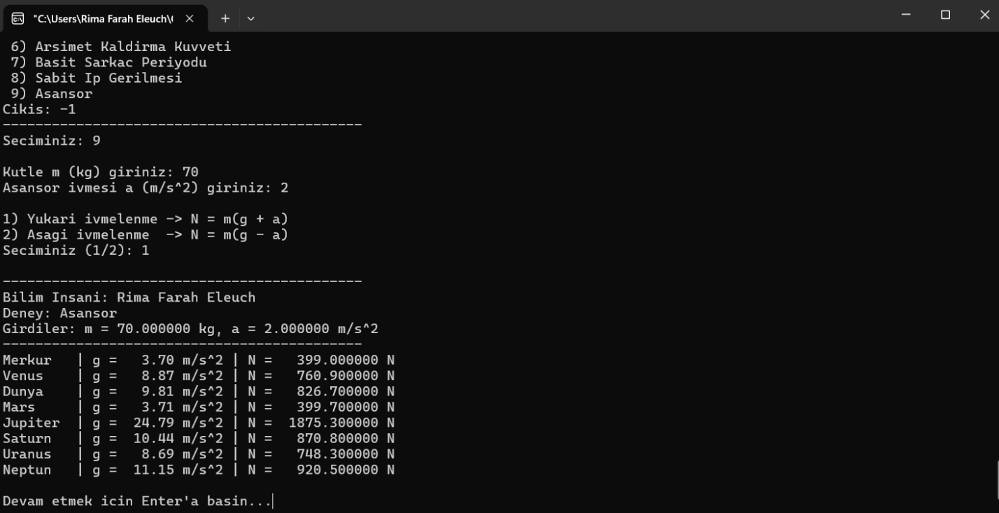 "C:\Users\Rima Farah Eleuch\(
6) Arsimet Kaldirma Kuvveti
7) Basit Sarkac Periyodu
8) Sabit Ip Gerilmesi
9) Asansor
Cikis: -1
--------------------------------------------
Seciminiz: 9
Kutle m (kg) giriniz: 70
Asansor ivmesi a (m/s^2) giriniz: 2
1) Yukari ivmelenme -> N = m(g + a)
2) Asagi ivmelenme  -> N = m(g - a)
Seciminiz (1/2): 1
--------------------------------------------
Bilim Insani: Rima Farah Eleuch
Deney: Asansor
Girdiler: m = 70.000000 kg, a = 2.000000 m/s^2
--------------------------------------------
Merkur   | g =   3.70 m/s^2 | N =   399.000000 N
Venus    | g =   8.87 m/s^2 | N =   760.900000 N
Dunya    | g =   9.81 m/s^2 | N =   826.700000 N
Mars     | g =   3.71 m/s^2 | N =   399.700000 N
Jupiter  | g =  24.79 m/s^2 | N =  1875.300000 N
Saturn   | g =  10.44 m/s^2 | N =   870.800000 N
Uranus   | g =   8.69 m/s^2 | N =   748.300000 N
Neptun   | g =  11.15 m/s^2 | N =   920.500000 N
Devam etmek icin Enter'a basin...